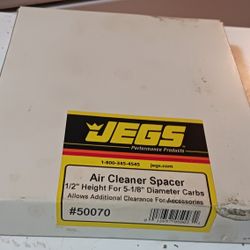 JEGS
Performance Products
1-800-345-4545 jegs.com
Air Cleaner Spacer
1/2" Height For 5-1/8" Diameter Carbs
Allows Additional Clearance For Accessories
#50070